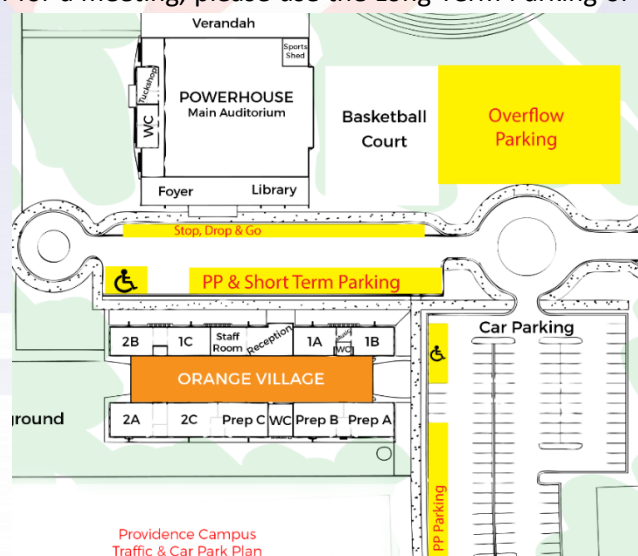 for a meeting, please use the Long Term Parking or
Verandah
Sports
Shed
Tuckshop
POWERHOUSE
Main Auditorium
WC
Basketball
Court
Overflow
Parking
Foyer
Library
Stop, Drop & Go
PP & Short Term Parking
Car Parking
2B
1C
Staff
Room
Reception
1A
WC
1B
ORANGE VILLAGE
ground
2A
2C
Prep C
WC
Prep B
Prep A
PP Parking
Providence Campus
Traffic & Car Park Plan